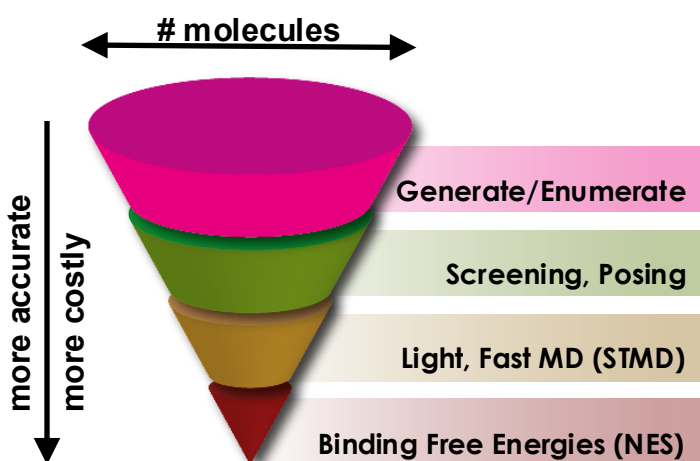 # molecules
more accurate
more costly
Generate/Enumerate
Screening, Posing
Light, Fast MD (STMD)
Binding Free Energies (NES)